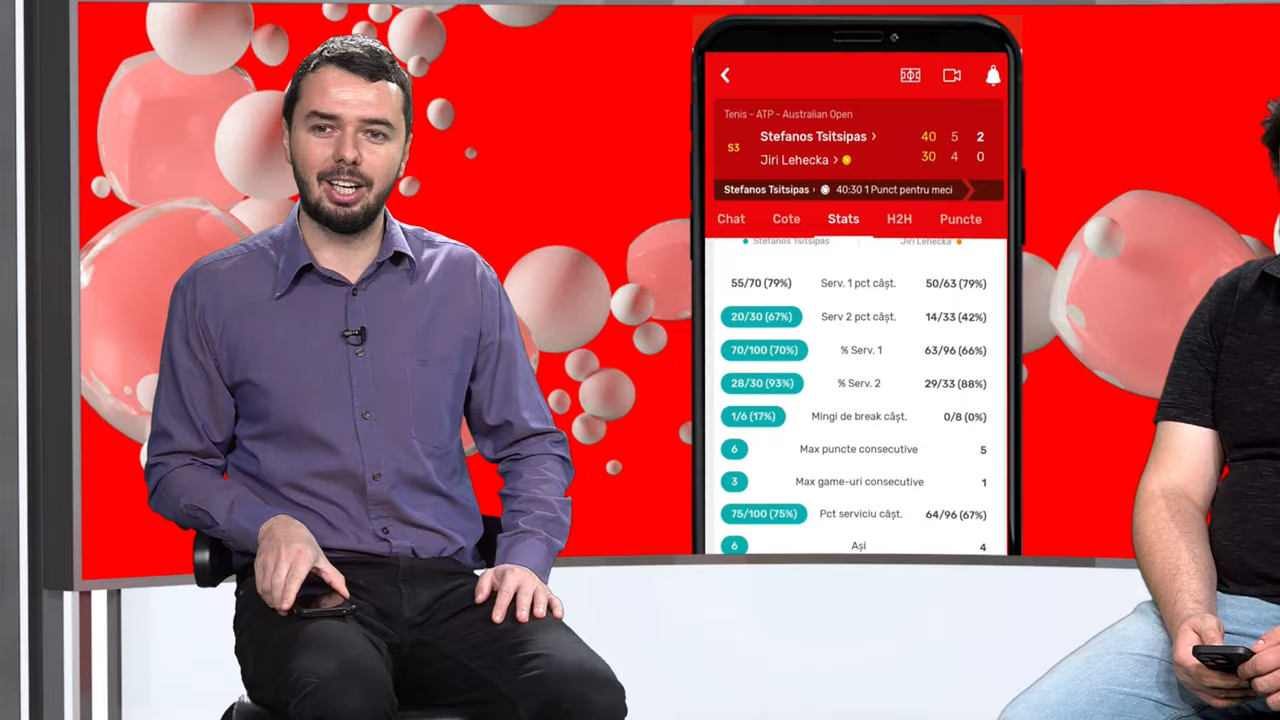 Tenis - ATP - Australian Open
S3
Stefanos Tsitsipas 40 5 2
Jiri Lehecka 30 4 0
Stefanos Tsitsipas 40:30 1 Punct pentru meci
Chat Cote Stats H2H Puncte
Stefanos Tsitsipas Jiri Lehecka
55/70 (79%) Serv. 1 pct câșt. 50/63 (79%)
20/30 (67%) Serv 2 pct câșt. 14/33 (42%)
70/100 (70%) % Serv. 1 63/96 (66%)
28/30 (93%) % Serv. 2 29/33 (88%)
1/6 (17%) Mingi de break câșt. 0/8 (0%)
6 Max puncte consecutive 5
3 Max game-uri consecutive 1
75/100 (75%) Pct serviciu câșt. 64/96 (67%)
6 Ași 4